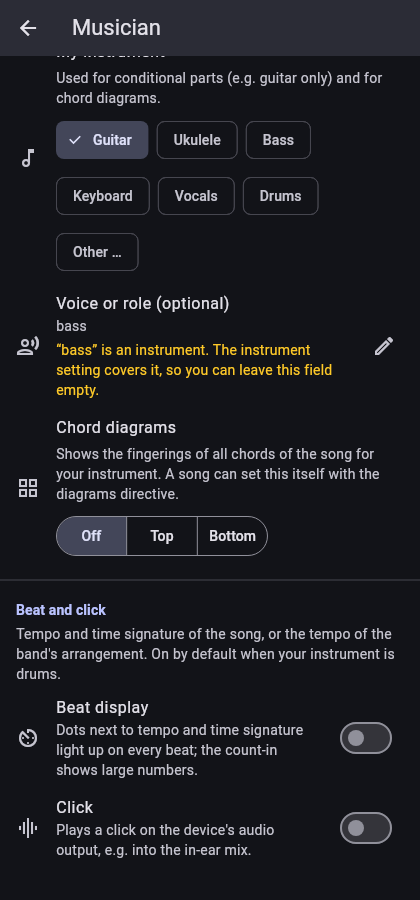 Musician
My instrument
Used for conditional parts (e.g. guitar only) and for
chord diagrams.
Guitar
Ukulele
Bass
Keyboard
Vocals
Drums
Other …
Voice or role (optional)
bass
“bass” is an instrument. The instrument
setting covers it, so you can leave this field
empty.
Chord diagrams
Shows the fingerings of all chords of the song for
your instrument. A song can set this itself with the
diagrams directive.
Off
Top
Bottom
Beat and click
Tempo and time signature of the song, or the tempo of the
band's arrangement. On by default when your instrument is
drums.
Beat display
Dots next to tempo and time signature
light up on every beat; the count-in
shows large numbers.
Click
Plays a click on the device's audio
output, e.g. into the in-ear mix.